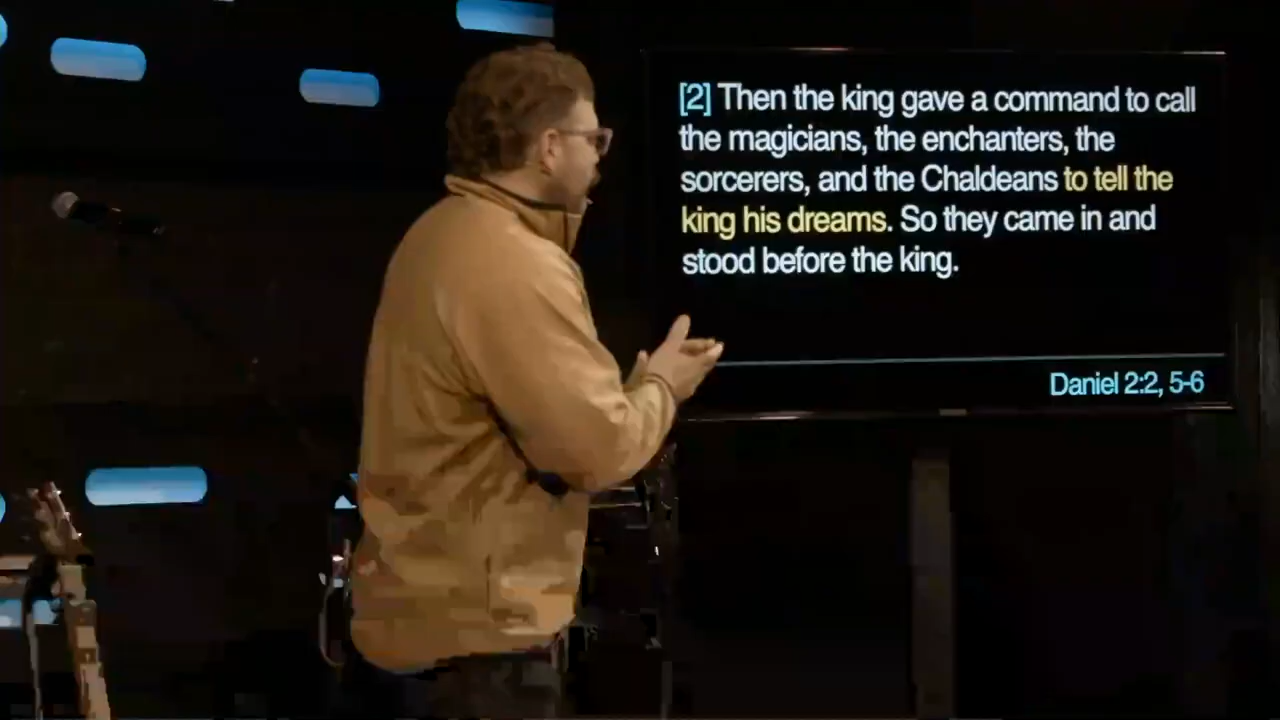 [2] Then the king gave a command to call
the magicians, the enchanters, the
sorcerers, and the Chaldeans to tell the
king his dreams. So they came in and
stood before the king.
Daniel 2:2, 5-6